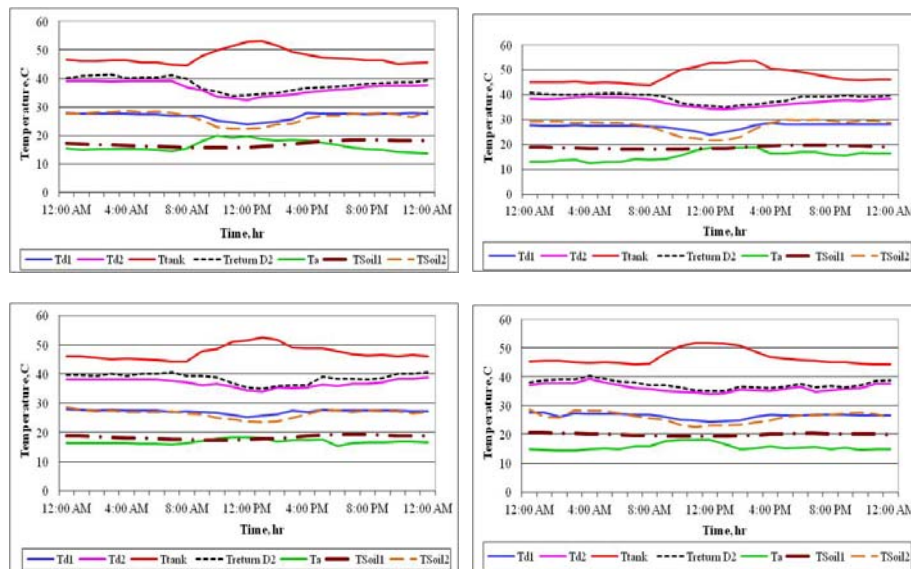 60
50
40
30
20
10
0
Temperature, C
12:00 AM 4:00 AM 8:00 AM 12:00 PM 4:00 PM 8:00 PM 12:00 AM
Time, hr
Td1 Td2 Ttank Treturn D2 Ta TSoil1 TSoil2
60
50
40
30
20
10
0
Temperature, C
12:00 AM 4:00 AM 8:00 AM 12:00 PM 4:00 PM 8:00 PM 12:00 AM
Time, hr
Td1 Td2 Ttank Treturn D2 Ta TSoil1 TSoil2
60
50
40
30
20
10
0
Temperature, C
12:00 AM 4:00 AM 8:00 AM 12:00 PM 4:00 PM 8:00 PM 12:00 AM
Time, hr
Td1 Td2 Ttank Treturn D2 Ta TSoil1 TSoil2
60
50
40
30
20
10
0
Temperature, C
12:00 AM 4:00 AM 8:00 AM 12:00 PM 4:00 PM 8:00 PM 12:00 AM
Time, hr
Td1 Td2 Ttank Treturn D2 Ta TSoil1 TSoil2